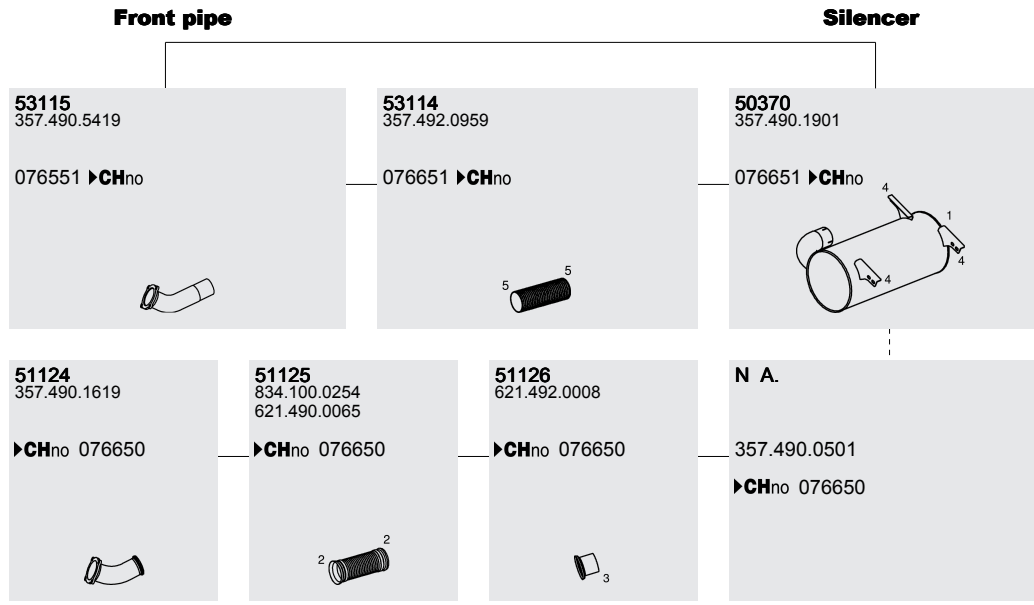 Front pipe
Silencer
53115
357.490.5419
076551 ▶CHno
53114
357.492.0959
076651 ▶CHno
5
5
50370
357.490.1901
076651 ▶CHno
4
1
4
4
51124
357.490.1619
▶CHno 076650
51125
834.100.0254
621.490.0065
▶CHno 076650
2
2
51126
621.492.0008
▶CHno 076650
3
N A.
357.490.0501
▶CHno 076650